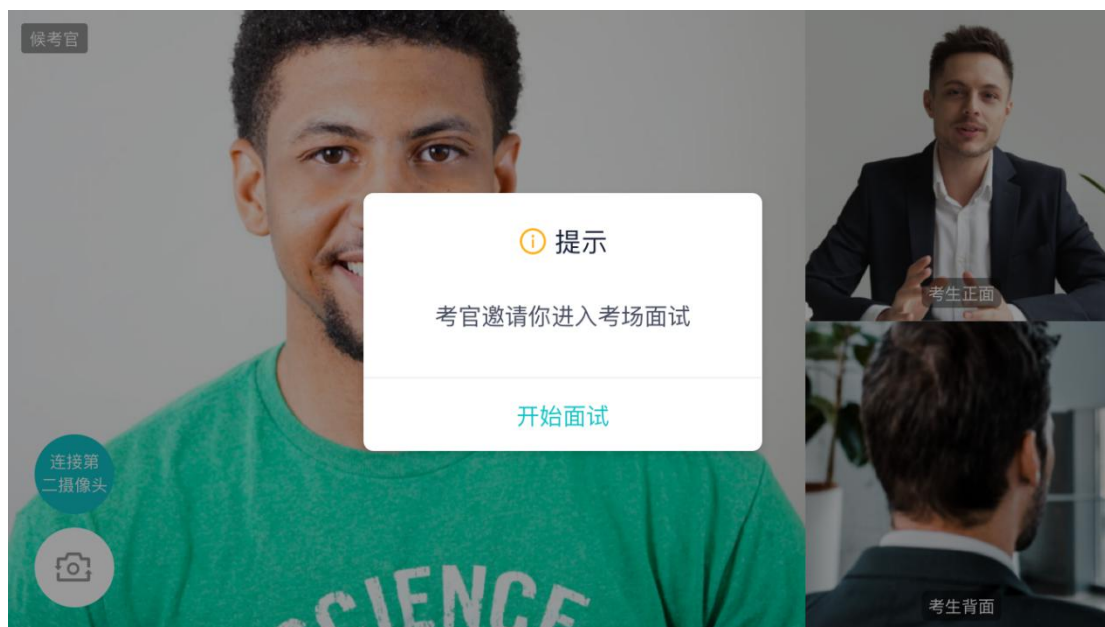 候考官
提示
考官邀请你进入考场面试
开始面试
考生正面
连接第
二摄像头
SCIENCE
考生背面